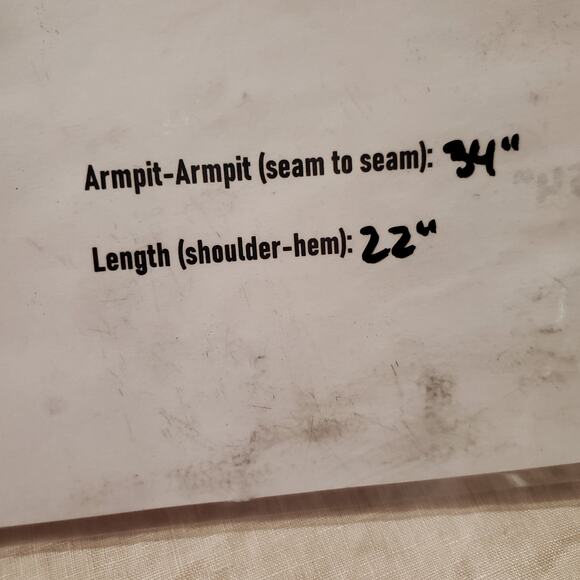 Armpit-Armpit (seam to seam): 34"
Length (shoulder-hem): 22"